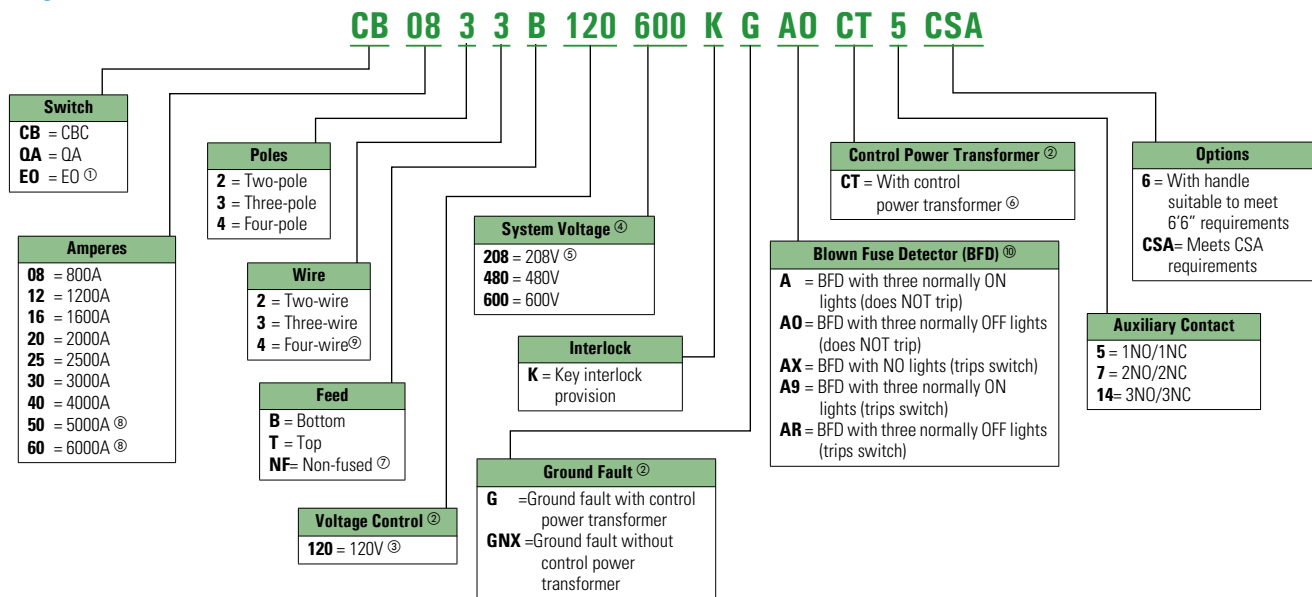 CB 08 3 3 B 120 600 K G AO CT 5 CSA
Switch
CB = CBC
QA = QA
EO = EO ①
Amperes
08 = 800A
12 = 1200A
16 = 1600A
20 = 2000A
25 = 2500A
30 = 3000A
40 = 4000A
50 = 5000A ⑧
60 = 6000A ⑧
Poles
2 = Two-pole
3 = Three-pole
4 = Four-pole
Wire
2 = Two-wire
3 = Three-wire
4 = Four-wire⑨
Feed
B = Bottom
T = Top
NF= Non-fused ⑦
Voltage Control ②
120 = 120V ③
System Voltage ④
208 = 208V ⑤
480 = 480V
600 = 600V
Interlock
K = Key interlock
provision
Ground Fault ②
G =Ground fault with control
power transformer
GNX =Ground fault without
control power
transformer
Blown Fuse Detector (BFD) ⑩
A = BFD with three normally ON
lights (does NOT trip)
AO = BFD with three normally OFF lights
(does NOT trip)
AX = BFD with NO lights (trips switch)
A9 = BFD with three normally ON
lights (trips switch)
AR = BFD with three normally OFF lights
(trips switch)
Control Power Transformer ②
CT = With control
power transformer ⑥
Auxiliary Contact
5 = 1NO/1NC
7 = 2NO/2NC
14= 3NO/3NC
Options
6 = With handle
suitable to meet
6'6" requirements
CSA= Meets CSA
requirements